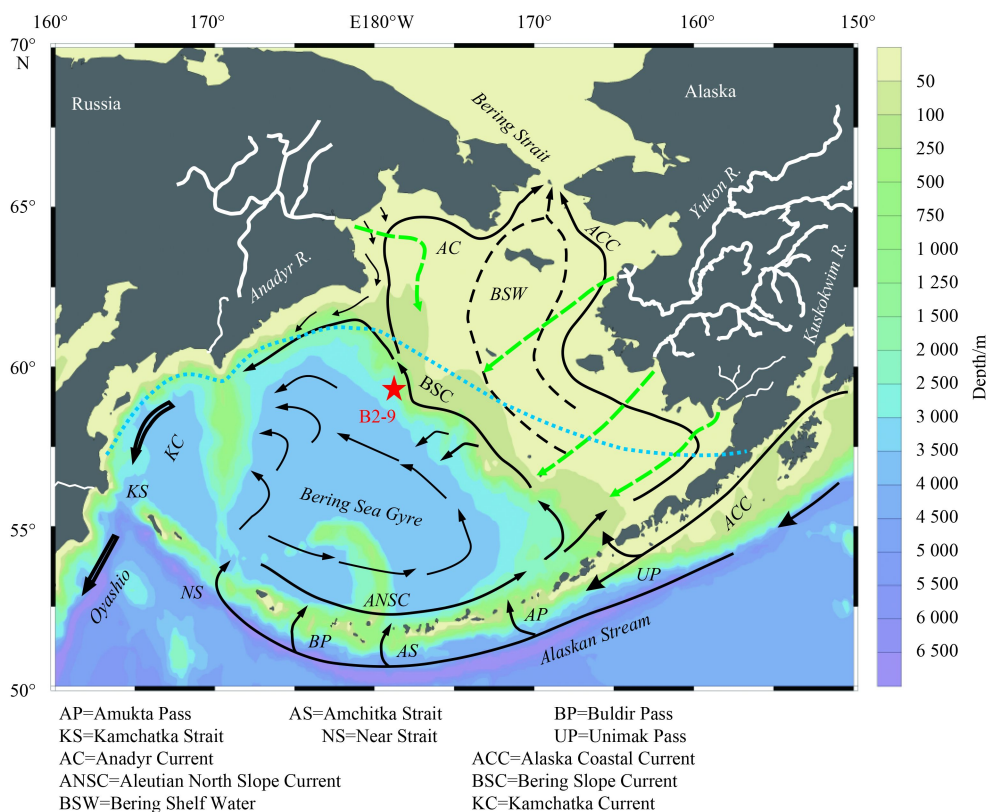 160° 170° E180°W 170° 160° 150°
70°
N
65°
60°
55°
50°
Russia
Alaska
Bering Strait
Yukon R.
Kuskokwim R.
Anadyr R.
AC
ACC
BSW
BSC
B2-9
KC
KS
Bering Sea Gyre
ACC
Oyashio
NS
ANSC
UP
AP
BP
AS
Alaskan Stream
50
100
250
500
750
1 000
1 250
1 500
2 000
2 500
3 000
3 500
4 500
5 000
5 500
6 000
6 500
Depth/m
AP=Amukta Pass AS=Amchitka Strait BP=Buldir Pass
KS=Kamchatka Strait NS=Near Strait UP=Unimak Pass
AC=Anadyr Current ACC=Alaska Coastal Current
ANSC=Aleutian North Slope Current BSC=Bering Slope Current
BSW=Bering Shelf Water KC=Kamchatka Current